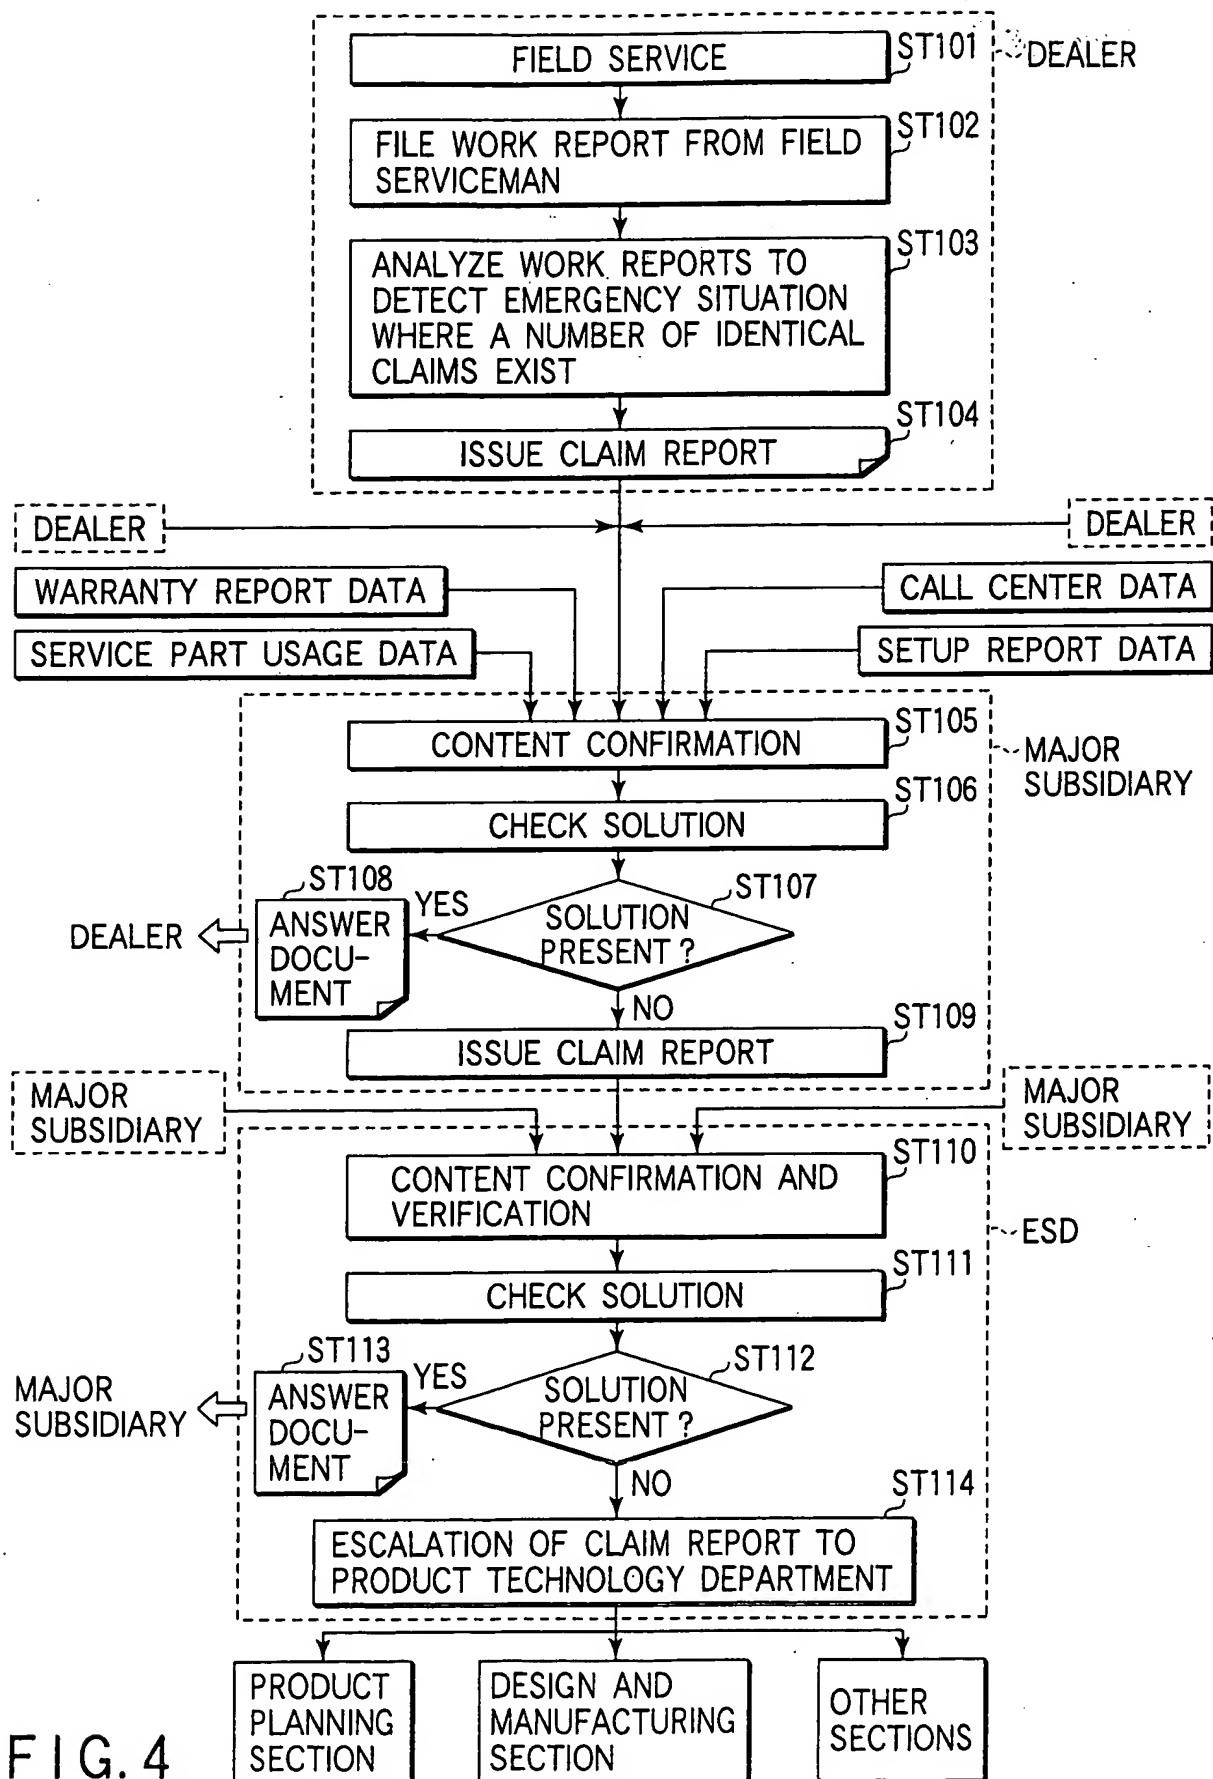 ST101
DEALER
FIELD SERVICE
ST102
FILE WORK REPORT FROM FIELD
SERVICEMAN
ST103
ANALYZE WORK REPORTS TO
DETECT EMERGENCY SITUATION
WHERE A NUMBER OF IDENTICAL
CLAIMS EXIST
ST104
ISSUE CLAIM REPORT
DEALER
DEALER
WARRANTY REPORT DATA
CALL CENTER DATA
SERVICE PART USAGE DATA
SETUP REPORT DATA
ST105
CONTENT CONFIRMATION
MAJOR
SUBSIDIARY
ST106
CHECK SOLUTION
ST107
SOLUTION
PRESENT ?
YES
ST108
ANSWER
DOCU-
MENT
DEALER
NO
ST109
ISSUE CLAIM REPORT
MAJOR
SUBSIDIARY
MAJOR
SUBSIDIARY
ST110
CONTENT CONFIRMATION AND
VERIFICATION
ESD
ST111
CHECK SOLUTION
ST112
SOLUTION
PRESENT ?
YES
ST113
ANSWER
DOCU-
MENT
MAJOR
SUBSIDIARY
NO
ST114
ESCALATION OF CLAIM REPORT TO
PRODUCT TECHNOLOGY DEPARTMENT
PRODUCT
PLANNING
SECTION
DESIGN AND
MANUFACTURING
SECTION
OTHER
SECTIONS
FIG. 4